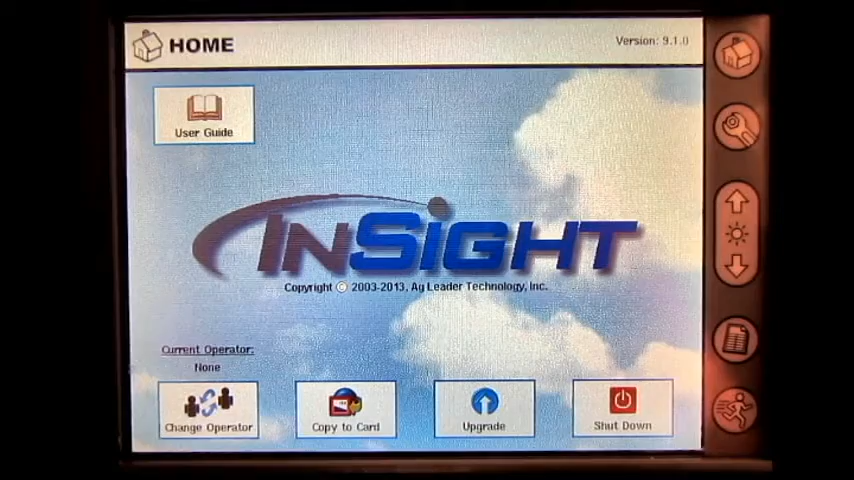 HOME
Version: 9.1.0
User Guide
INSIGHT
Copyright © 2003-2013, Ag Leader Technology, Inc.
Current Operator:
None
Change Operator
Copy to Card
Upgrade
Shut Down